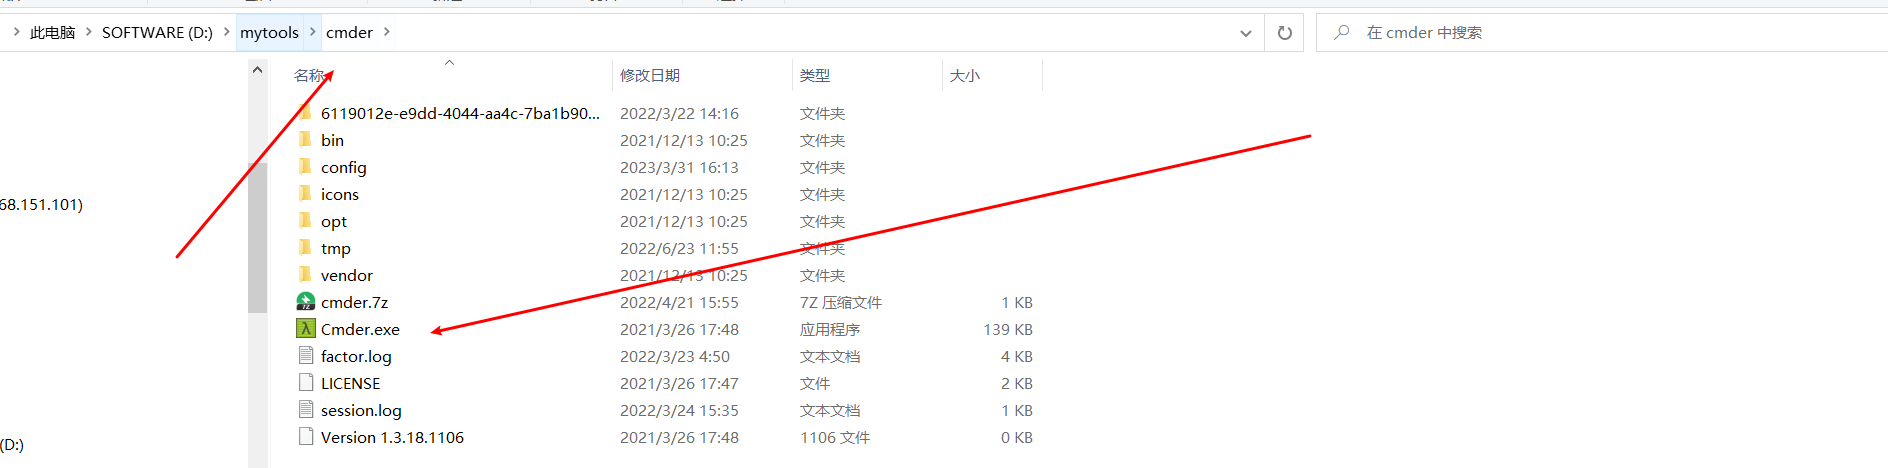 此电脑 SOFTWARE (D:) mytools cmder 在 cmder 中搜索
名称 修改日期 类型 大小
6119012e-e9dd-4044-aa4c-7ba1b90... 2022/3/22 14:16 文件夹
bin 2021/12/13 10:25 文件夹
config 2023/3/31 16:13 文件夹
icons 2021/12/13 10:25 文件夹
68.151.101)
opt 2021/12/13 10:25 文件夹
tmp 2022/6/23 11:55 文件夹
vendor 2021/12/13 10:25 文件夹
cmder.7z 2022/4/21 15:55 7Z 压缩文件 1 KB
Cmder.exe 2021/3/26 17:48 应用程序 139 KB
factor.log 2022/3/23 4:50 文本文档 4 KB
LICENSE 2021/3/26 17:47 文件 2 KB
session.log 2022/3/24 15:35 文本文档 1 KB
Version 1.3.18.1106 2021/3/26 17:48 1106 文件 0 KB
(D:)